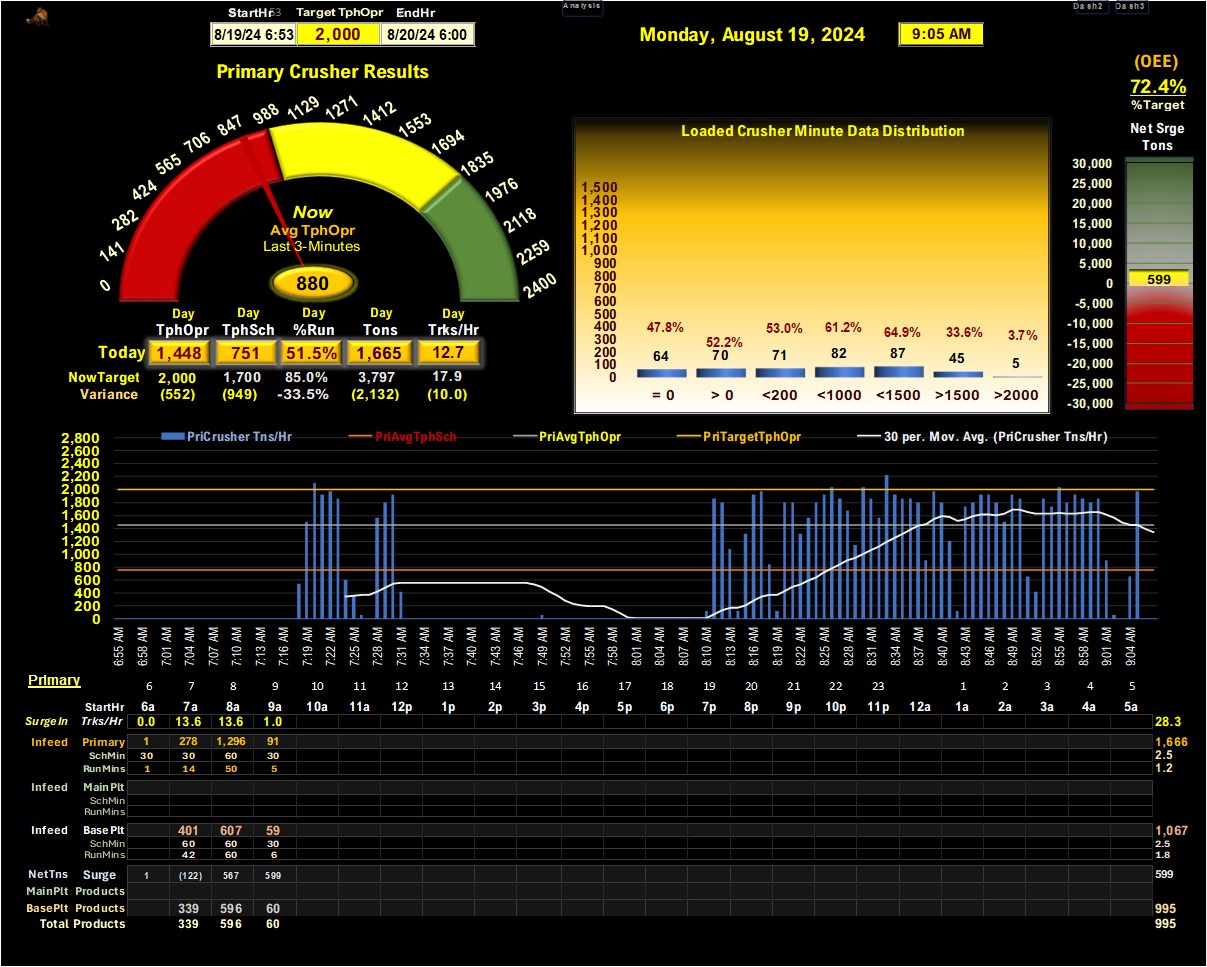 StartHr53 Target TphOpr EndHr
8/19/24 6:53 2,000 8/20/24 6:00
Analysis
Dash2 Dash3
Monday, August 19, 2024 9:05 AM
(OEE)
72.4%
%Target
Net Srge
Tons
Primary Crusher Results
0 141 282 424 565 706 847 988 1129 1271 1412 1553 1694 1835 1976 2118 2259 2400
Now
Avg TphOpr
Last 3-Minutes
880
Day Day Day Day Day
TphOpr TphSch %Run Tons Trks/Hr
Today 1,448 751 51.5% 1,665 12.7
NowTarget 2,000 1,700 85.0% 3,797 17.9
Variance (552) (949) -33.5% (2,132) (10.0)
Loaded Crusher Minute Data Distribution
1,500
1,400
1,300
1,200
1,100
1,000
900
800
700
600
500
400
300
200
100
0
47.8% 52.2% 53.0% 61.2% 64.9% 33.6% 3.7%
64 70 71 82 87 45 5
= 0 > 0 <200 <1000 <1500 >1500 >2000
30,000
25,000
20,000
15,000
10,000
5,000
0
-5,000
-10,000
-15,000
-20,000
-25,000
-30,000
599
PriCrusher Tns/Hr PriAvgTphSch PriAvgTphOpr PriTargetTphOpr 30 per. Mov. Avg. (PriCrusher Tns/Hr)
2,800
2,600
2,400
2,200
2,000
1,800
1,600
1,400
1,200
1,000
800
600
400
200
0
6:55 AM 6:58 AM 7:01 AM 7:04 AM 7:07 AM 7:10 AM 7:13 AM 7:16 AM 7:19 AM 7:22 AM 7:25 AM 7:28 AM 7:31 AM 7:34 AM 7:37 AM 7:40 AM 7:43 AM 7:46 AM 7:49 AM 7:52 AM 7:55 AM 7:58 AM 8:01 AM 8:04 AM 8:07 AM 8:10 AM 8:13 AM 8:16 AM 8:19 AM 8:22 AM 8:25 AM 8:28 AM 8:31 AM 8:34 AM 8:37 AM 8:40 AM 8:43 AM 8:46 AM 8:49 AM 8:52 AM 8:55 AM 8:58 AM 9:01 AM 9:04 AM
Primary
6 7 8 9 10 11 12 13 14 15 16 17 18 19 20 21 22 23 1 2 3 4 5
StartHr 6a 7a 8a 9a 10a 11a 12p 1p 2p 3p 4p 5p 6p 7p 8p 9p 10p 11p 12a 1a 2a 3a 4a 5a
SurgeIn Trks/Hr 0.0 13.6 13.6 1.0 28.3
Infeed Primary 1 278 1,296 91 1,666
SchMin 30 30 60 30 2.5
RunMins 1 14 50 5 1.2
Infeed Main Plt
SchMin
RunMins
Infeed Base Plt 401 607 59 1,067
SchMin 60 60 30 2.5
RunMins 42 60 6 1.8
NetTns Surge 1 (122) 567 599 599
MainPlt Products
BasePlt Products 339 596 60 995
Total Products 339 596 60 995